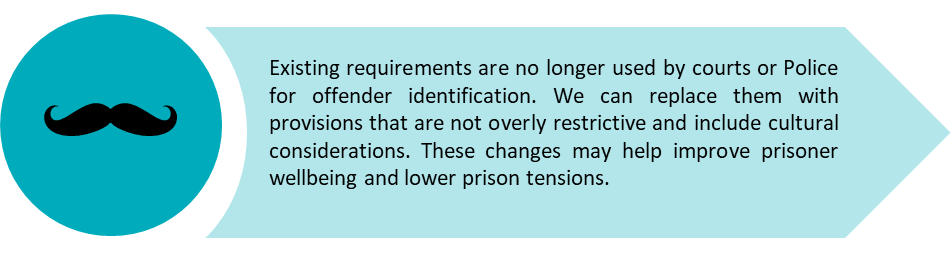 Existing requirements are no longer used by courts or Police
for offender identification. We can replace them with
provisions that are not overly restrictive and include cultural
considerations. These changes may help improve prisoner
wellbeing and lower prison tensions.